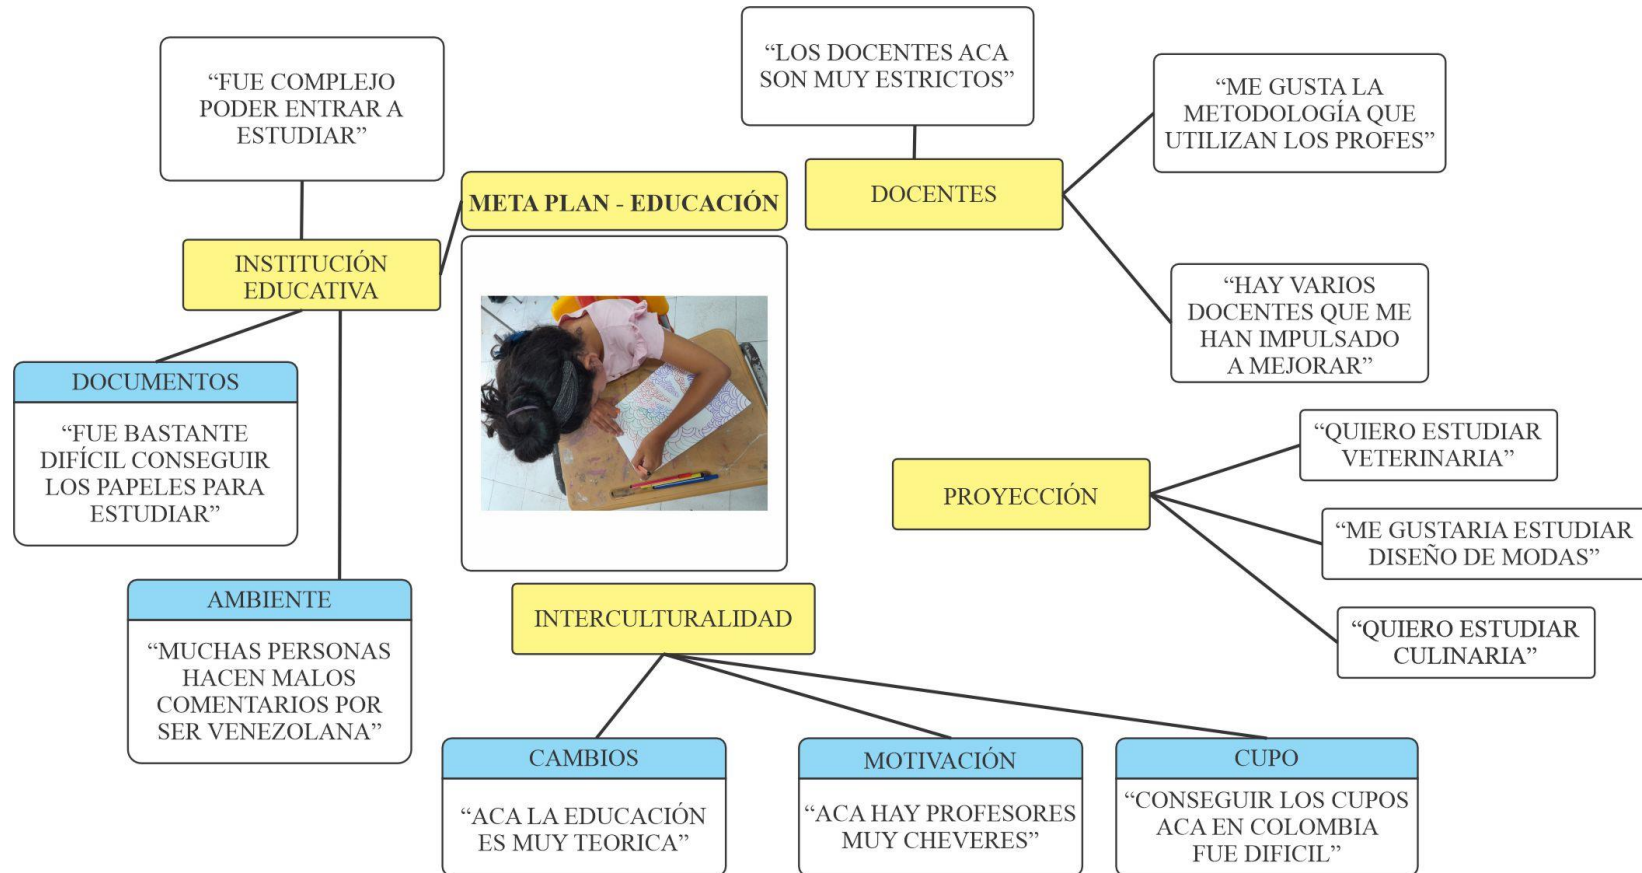 “FUE COMPLEJO
PODER ENTRAR A
ESTUDIAR”
“LOS DOCENTES ACA
SON MUY ESTRICTOS”
“ME GUSTA LA
METODOLOGÍA QUE
UTILIZAN LOS PROFES”
META PLAN - EDUCACIÓN
DOCENTES
INSTITUCIÓN
EDUCATIVA
“HAY VARIOS
DOCENTES QUE ME
HAN IMPULSADO
A MEJORAR”
DOCUMENTOS
“FUE BASTANTE
DIFÍCIL CONSEGUIR
LOS PAPELES PARA
ESTUDIAR”
PROYECCIÓN
“QUIERO ESTUDIAR
VETERINARIA”
“ME GUSTARIA ESTUDIAR
DISEÑO DE MODAS”
“QUIERO ESTUDIAR
CULINARIA”
AMBIENTE
“MUCHAS PERSONAS
HACEN MALOS
COMENTARIOS POR
SER VENEZOLANA”
INTERCULTURALIDAD
CAMBIOS
“ACA LA EDUCACIÓN
ES MUY TEORICA”
MOTIVACIÓN
“ACA HAY PROFESORES
MUY CHEVERES”
CUPO
“CONSEGUIR LOS CUPOS
ACA EN COLOMBIA
FUE DIFICIL”